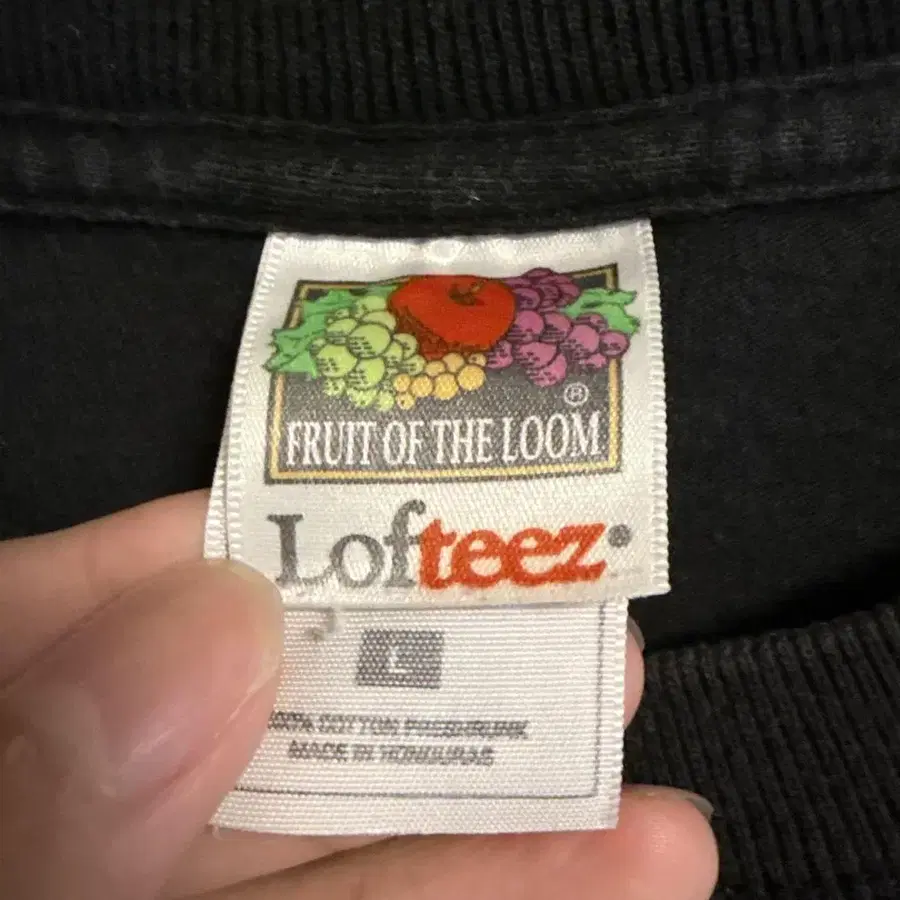 ®
FRUIT OF THE LOOM
Lofteez
L
100% COTTON PRESHRUNK
MADE IN HONDURAS